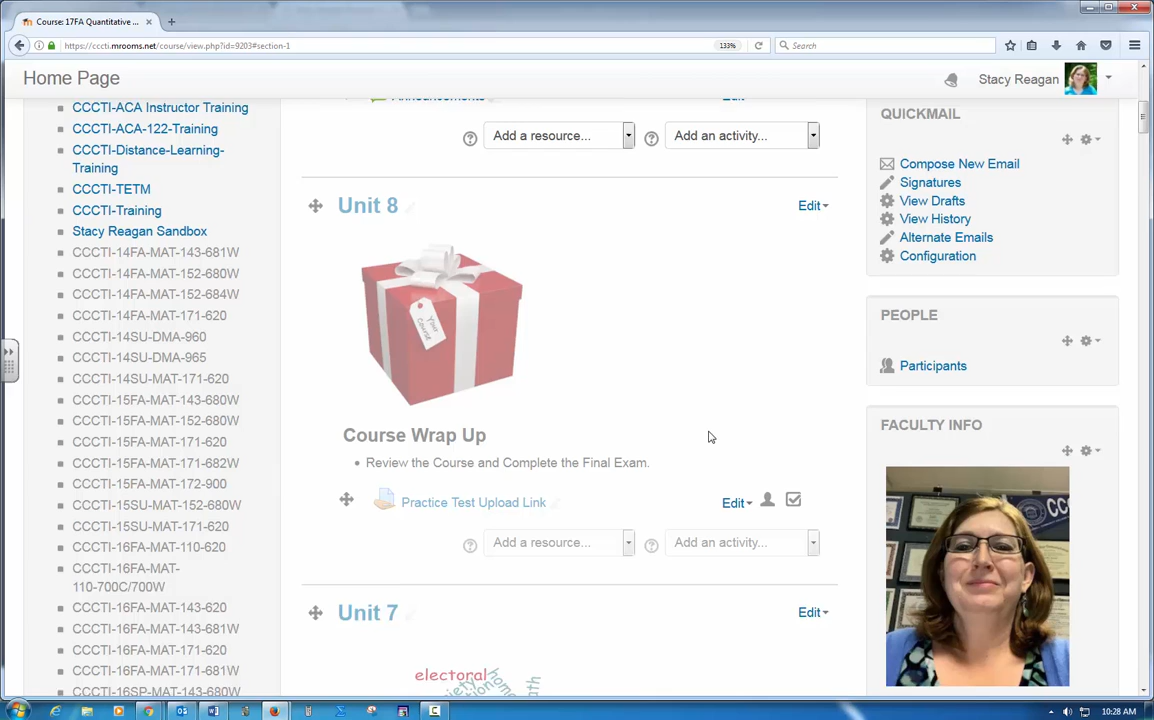 Course: 17FA Quantitative ...
https://cccti.mrooms.net/course/view.php?id=9203#section-1
133%
Search
Home Page
Stacy Reagan
CCCTI-ACA Instructor Training
CCCTI-ACA-122-Training
CCCTI-Distance-Learning-
Training
CCCTI-TETM
CCCTI-Training
Stacy Reagan Sandbox
CCCTI-14FA-MAT-143-681W
CCCTI-14FA-MAT-152-680W
CCCTI-14FA-MAT-152-684W
CCCTI-14FA-MAT-171-620
CCCTI-14SU-DMA-960
CCCTI-14SU-DMA-965
CCCTI-14SU-MAT-171-620
CCCTI-15FA-MAT-143-680W
CCCTI-15FA-MAT-152-680W
CCCTI-15FA-MAT-171-620
CCCTI-15FA-MAT-171-682W
CCCTI-15FA-MAT-172-900
CCCTI-15SU-MAT-152-680W
CCCTI-15SU-MAT-171-620
CCCTI-16FA-MAT-110-620
CCCTI-16FA-MAT-
110-700C/700W
CCCTI-16FA-MAT-143-620
CCCTI-16FA-MAT-143-681W
CCCTI-16FA-MAT-171-620
CCCTI-16FA-MAT-171-681W
CCCTI-16SP-MAT-143-680W
Announcements
Edit
Add a resource...
Add an activity...
Unit 8
Edit
Your
Course
Course Wrap Up
Review the Course and Complete the Final Exam.
Practice Test Upload Link
Edit
Add a resource...
Add an activity...
Unit 7
Edit
electoral
QUICKMAIL
Compose New Email
Signatures
View Drafts
View History
Alternate Emails
Configuration
PEOPLE
Participants
FACULTY INFO
10:28 AM